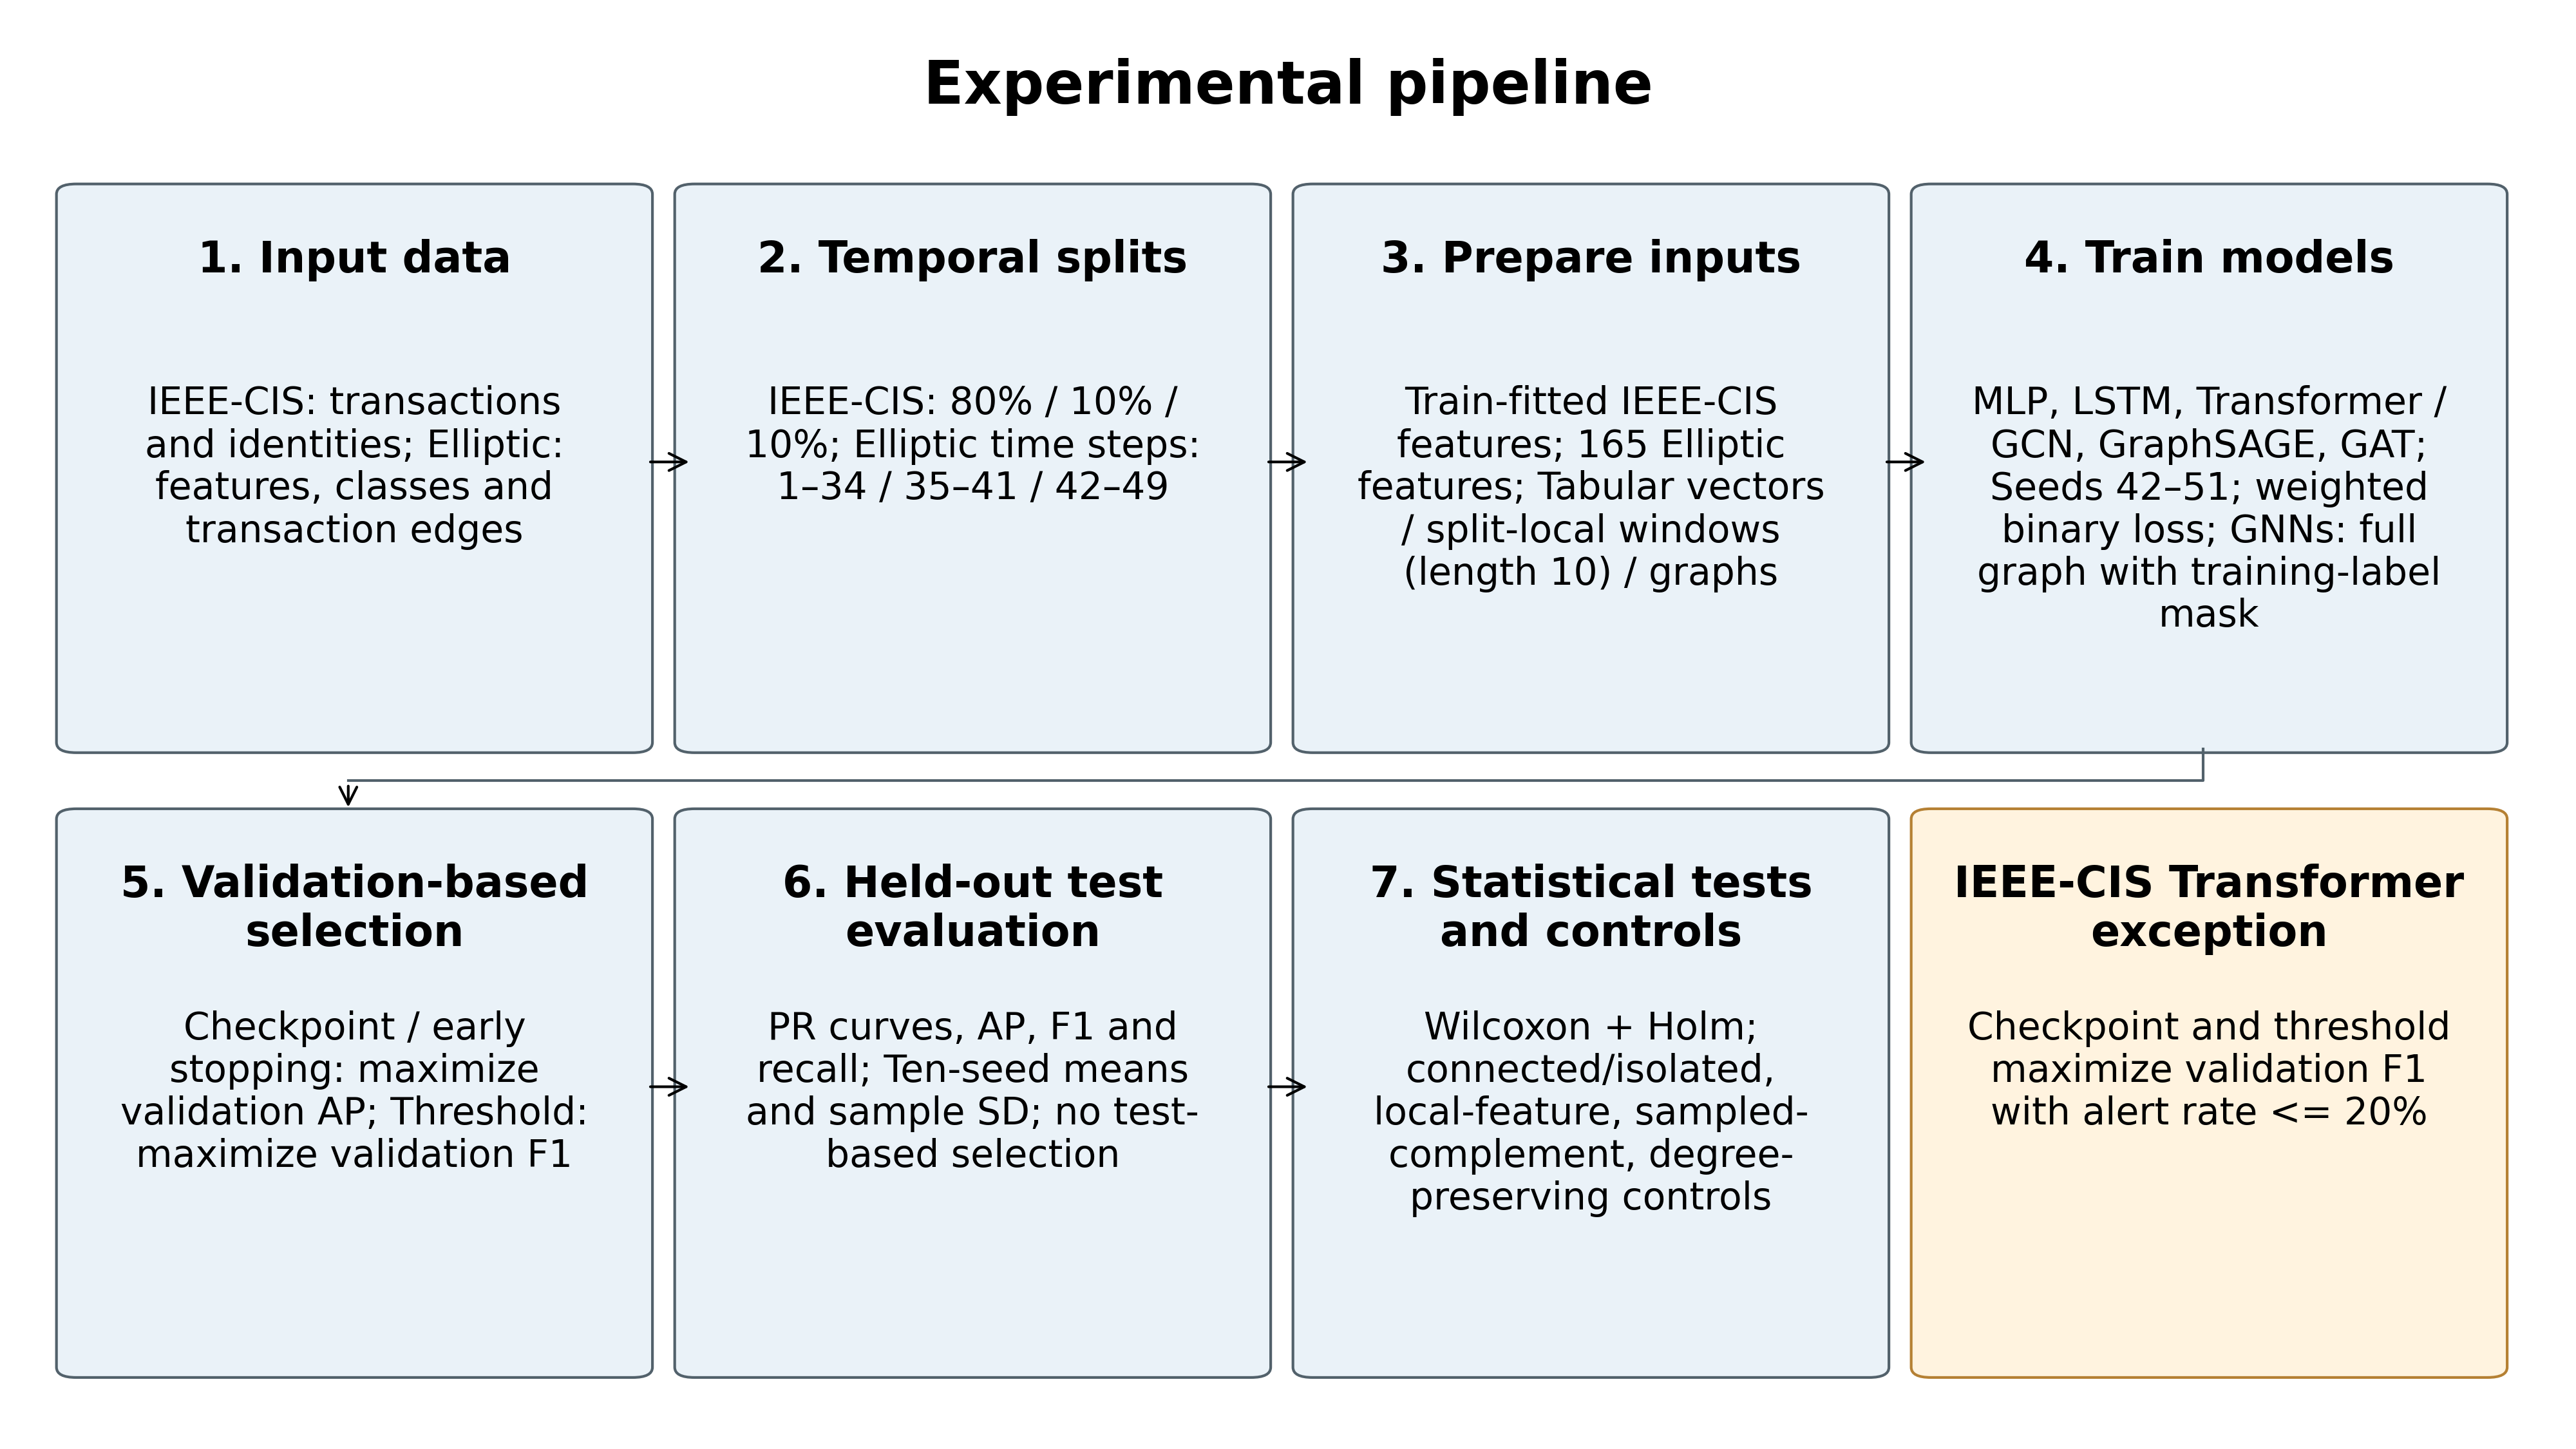 Experimental pipeline
1. Input data
IEEE-CIS: transactions
and identities; Elliptic:
features, classes and
transaction edges
2. Temporal splits
IEEE-CIS: 80% / 10% /
10%; Elliptic time steps:
1–34 / 35–41 / 42–49
3. Prepare inputs
Train-fitted IEEE-CIS
features; 165 Elliptic
features; Tabular vectors
/ split-local windows
(length 10) / graphs
4. Train models
MLP, LSTM, Transformer /
GCN, GraphSAGE, GAT;
Seeds 42–51; weighted
binary loss; GNNs: full
graph with training-label
mask
5. Validation-based
selection
Checkpoint / early
stopping: maximize
validation AP; Threshold:
maximize validation F1
6. Held-out test
evaluation
PR curves, AP, F1 and
recall; Ten-seed means
and sample SD; no test-
based selection
7. Statistical tests
and controls
Wilcoxon + Holm;
connected/isolated,
local-feature, sampled-
complement, degree-
preserving controls
IEEE-CIS Transformer
exception
Checkpoint and threshold
maximize validation F1
with alert rate <= 20%